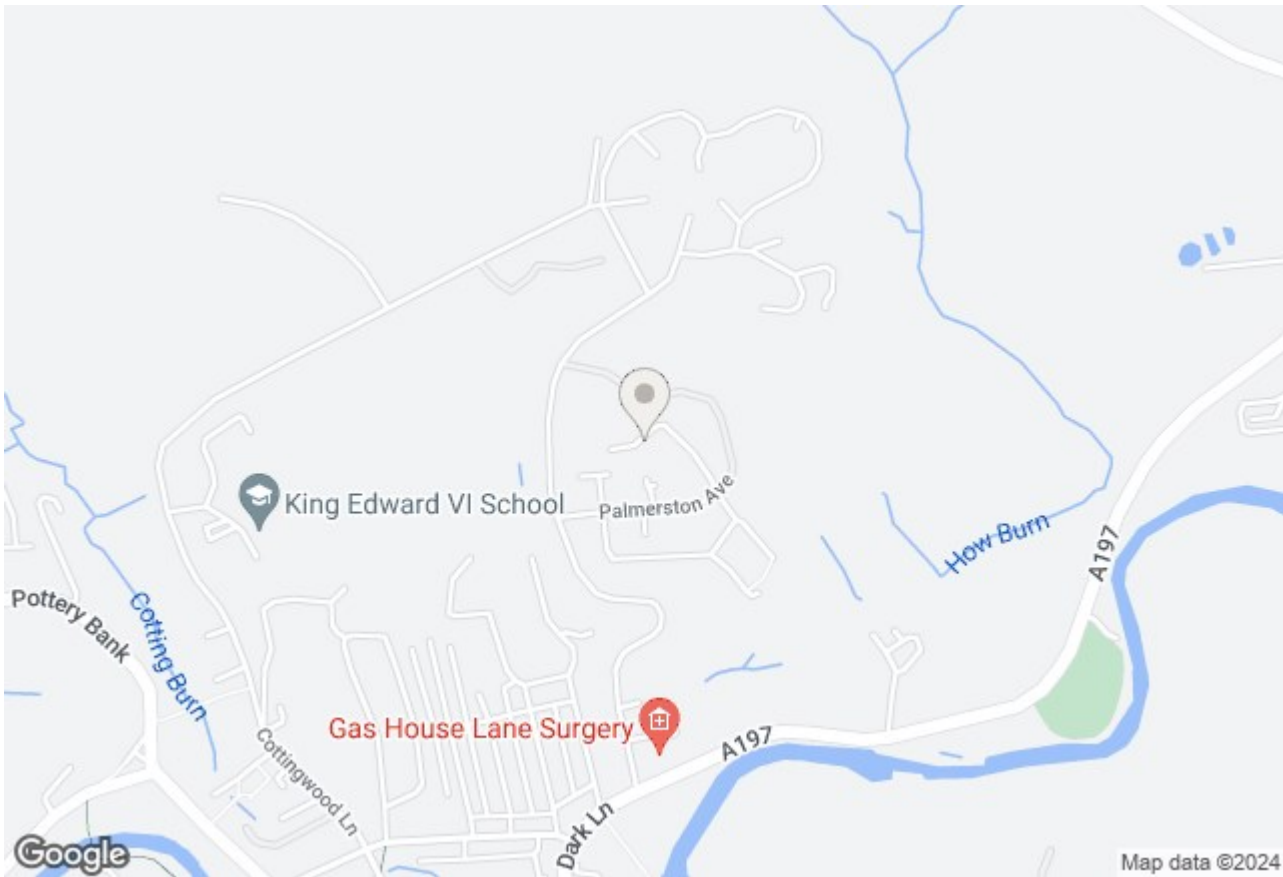 King Edward VI School
Palmerston Ave
How Burn
A197
Pottery Bank
Cotting Burn
Gas House Lane Surgery
A197
Cottingwood Ln
Dark Ln
Google
Map data ©2024